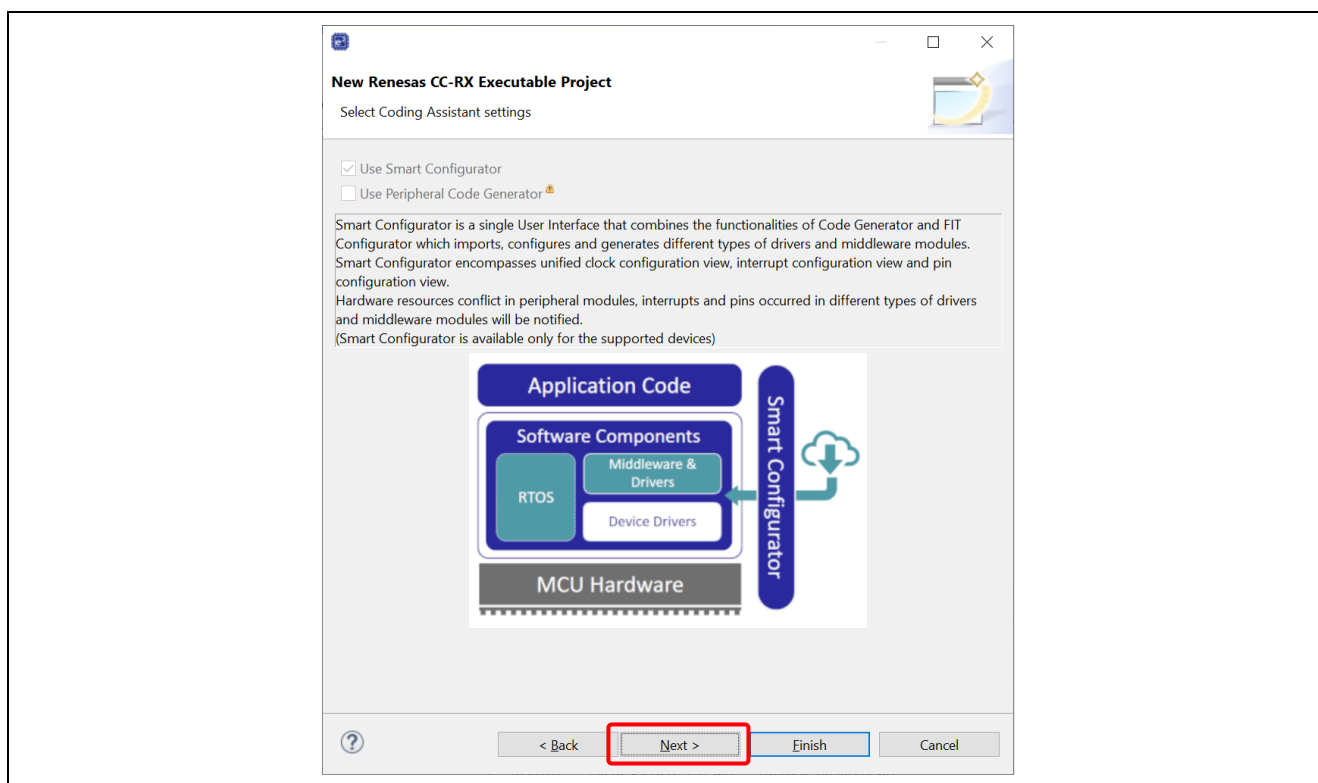 New Renesas CC-RX Executable Project
Select Coding Assistant settings
Use Smart Configurator
Use Peripheral Code Generator
Smart Configurator is a single User Interface that combines the functionalities of Code Generator and FIT
Configurator which imports, configures and generates different types of drivers and middleware modules.
Smart Configurator encompasses unified clock configuration view, interrupt configuration view and pin
configuration view.
Hardware resources conflict in peripheral modules, interrupts and pins occurred in different types of drivers
and middleware modules will be notified.
(Smart Configurator is available only for the supported devices)
Application Code
Software Components
RTOS
Middleware &
Drivers
Device Drivers
MCU Hardware
Smart Configurator
?
< Back
Next >
Finish
Cancel